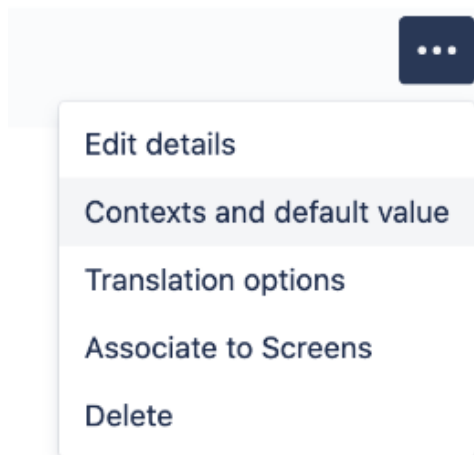 Edit details
Contexts and default value
Translation options
Associate to Screens
Delete